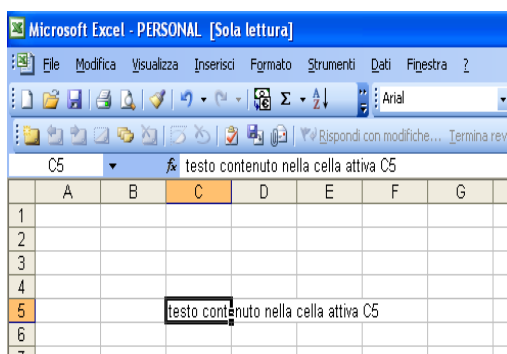 Microsoft Excel - PERSONAL [Sola lettura]
File Modifica Visualizza Inserisci Formato Strumenti Dati Finestra ?
Σ A Z Arial
Rispondi con modifiche... Termina rev
C5 fx testo contenuto nella cella attiva C5
A B C D E F G
1
2
3
4
5 testo contenuto nella cella attiva C5
6